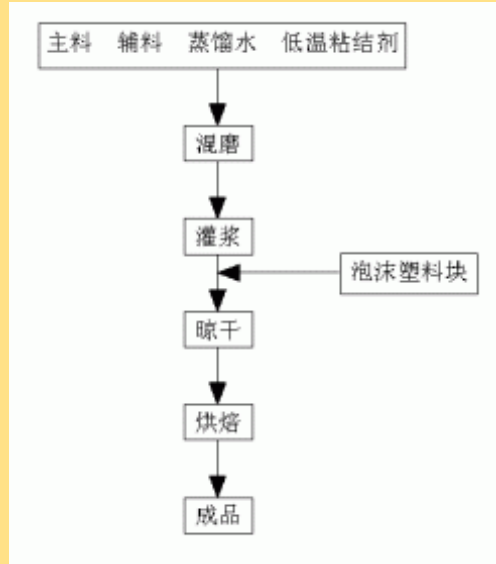 主料 辅料 蒸馏水 低温粘结剂
混磨
灌浆
泡沫塑料块
晾干
烘焙
成品